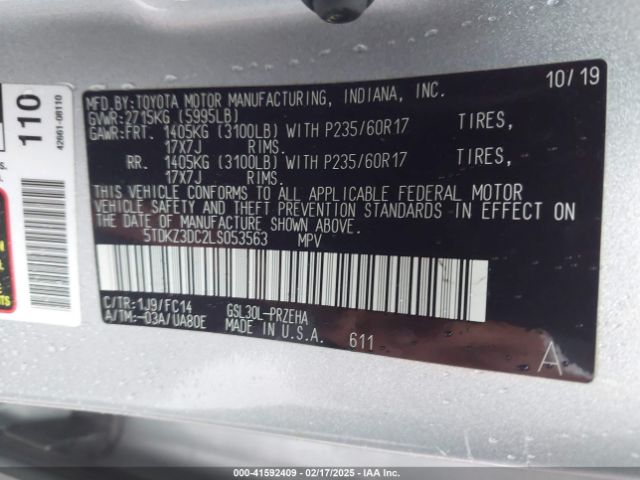 MFD.BY:TOYOTA MOTOR MANUFACTURING, INDIANA, INC. 10/19
GVWR:2715KG (5995LB)
GAWR:FRT. 1405KG (3100LB) WITH P235/60R17 TIRES,
17X7J RIMS.
RR. 1405KG (3100LB) WITH P235/60R17 TIRES,
17X7J RIMS.
THIS VEHICLE CONFORMS TO ALL APPLICABLE FEDERAL MOTOR
VEHICLE SAFETY AND THEFT PREVENTION STANDARDS IN EFFECT ON
THE DATE OF MANUFACTURE SHOWN ABOVE.
5TDKZ3DC2LS053563 MPV
C/TR:1J9/FC14 GSL30L-PRZEHA
A/TM:-03A/UA80E MADE IN U.S.A. 611 A
110
42661-08110
00-41592409 - 02/17/2025 - IAA Inc.